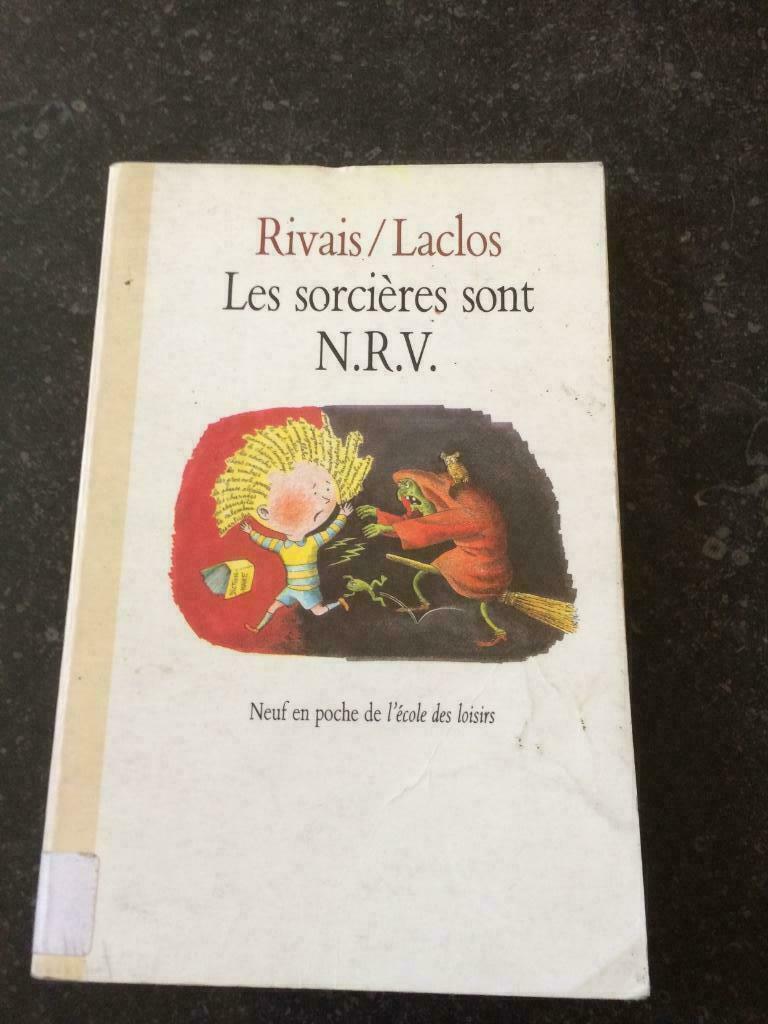 Rivais / Laclos
Les sorcières sont
N.R.V.
Neuf en poche de l'école des loisirs